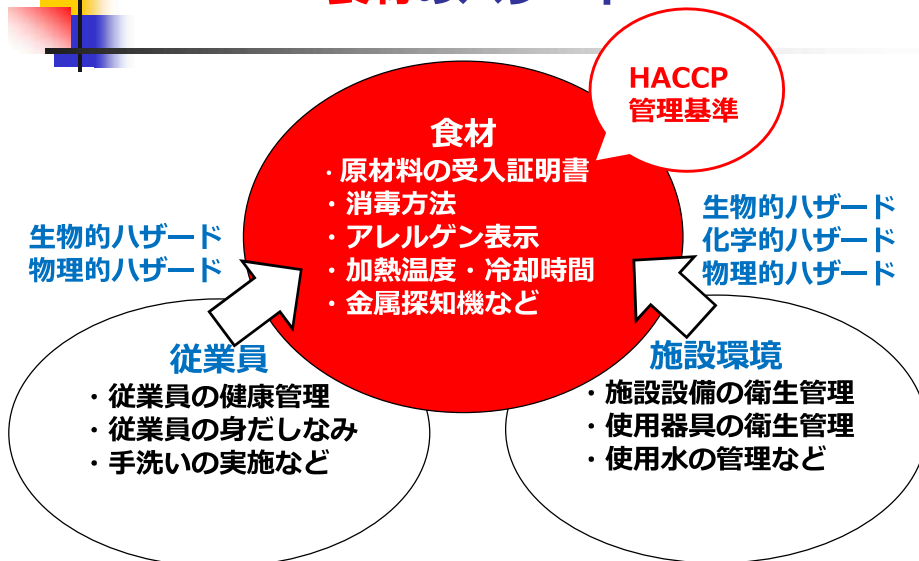 食材のハザード
HACCP
管理基準
食材
・原材料の受入証明書
・消毒方法
・アレルゲン表示
・加熱温度・冷却時間
・金属探知機など
生物的ハザード
物理的ハザード
生物的ハザード
化学的ハザード
物理的ハザード
従業員
・従業員の健康管理
・従業員の身だしなみ
・手洗いの実施など
施設環境
・施設設備の衛生管理
・使用器具の衛生管理
・使用水の管理など